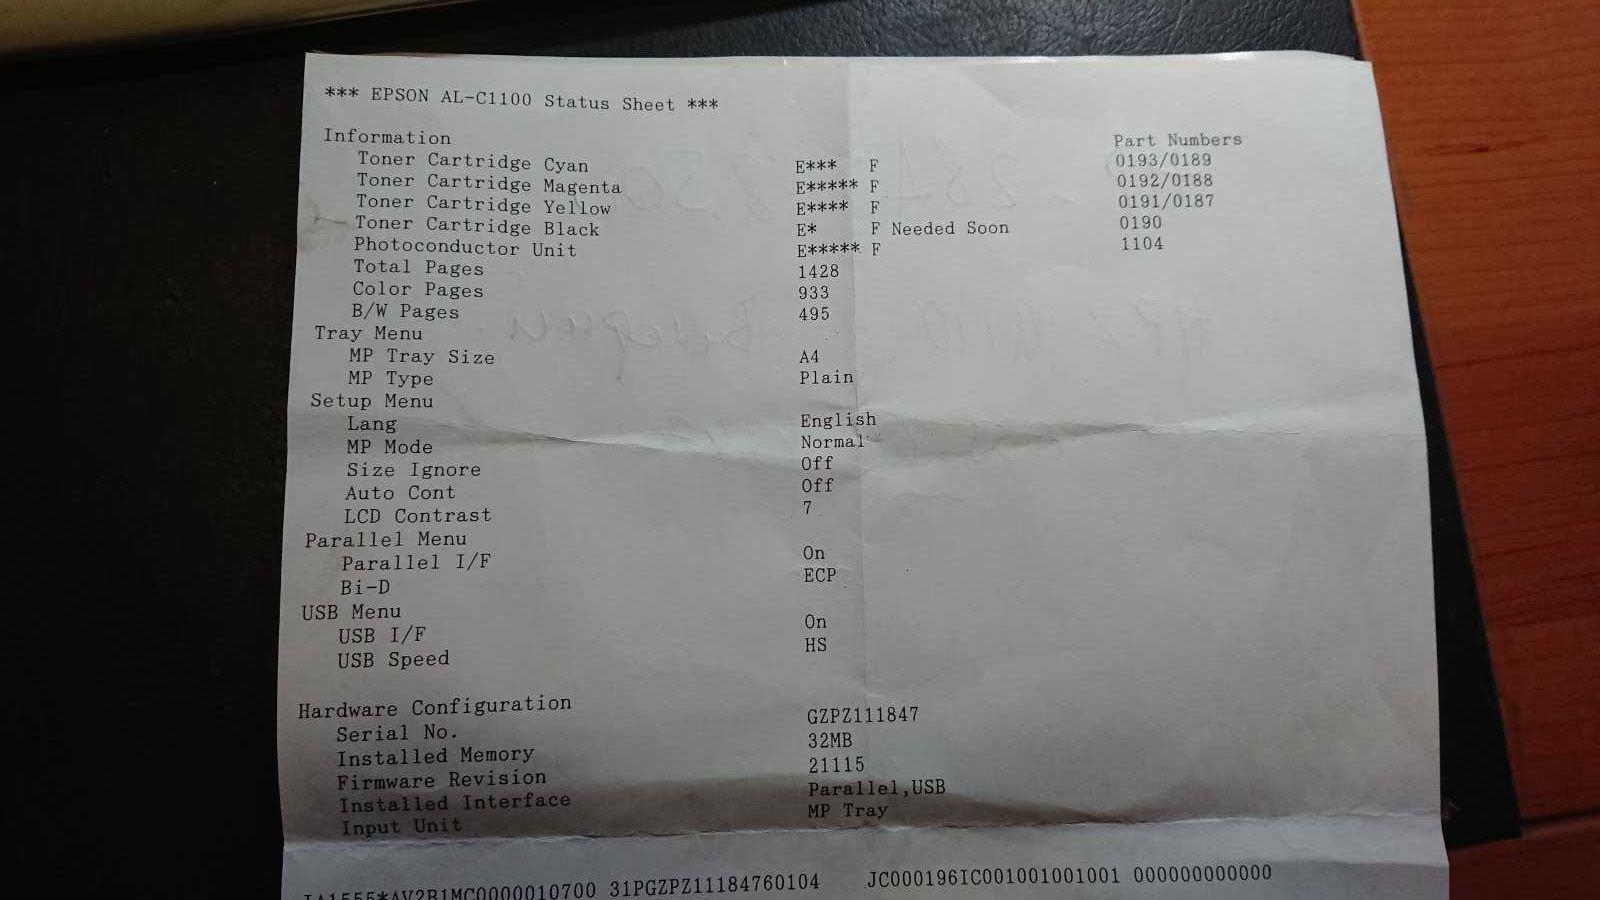 *** EPSON AL-C1100 Status Sheet ***
Information Part Numbers
Toner Cartridge Cyan E*** F 0193/0189
Toner Cartridge Magenta E***** F 0192/0188
Toner Cartridge Yellow E**** F 0191/0187
Toner Cartridge Black E* F Needed Soon 0190
Photoconductor Unit E***** F 1104
Total Pages 1428
Color Pages 933
B/W Pages 495
Tray Menu
MP Tray Size A4
MP Type Plain
Setup Menu
Lang English
MP Mode Normal
Size Ignore Off
Auto Cont Off
LCD Contrast 7
Parallel Menu
Parallel I/F On
Bi-D ECP
USB Menu
USB I/F On
USB Speed HS
Hardware Configuration
Serial No. GZPZ111847
Installed Memory 32MB
Firmware Revision 21115
Installed Interface Parallel,USB
Input Unit MP Tray
31PGZPZ11184760104 JC000196IC001001001001 000000000000